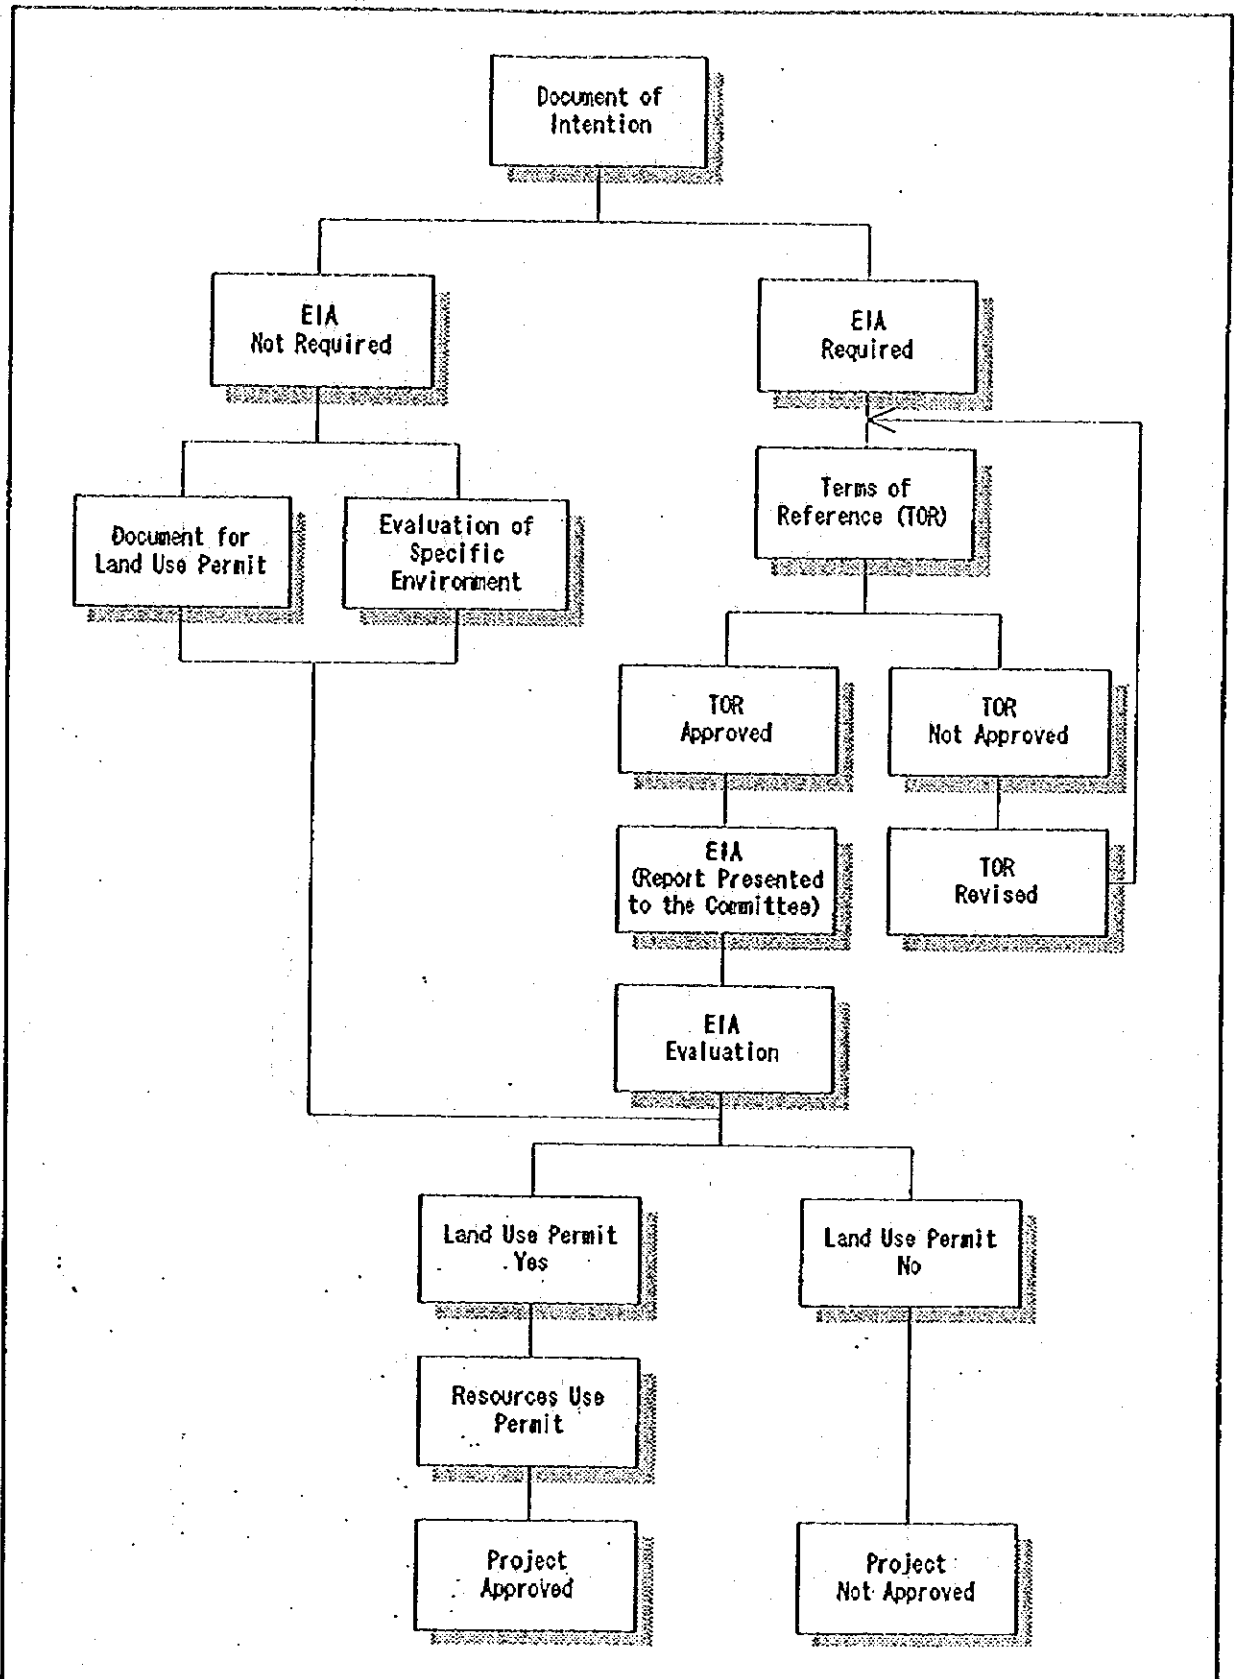 Document of
Intention
EIA
Not Required
EIA
Required
Document for
Land Use Permit
Evaluation of
Specific
Environment
Terms of
Reference (TOR)
TOR
Approved
TOR
Not Approved
EIA
(Report Presented
to the Committee)
TOR
Revised
EIA
Evaluation
Land Use Permit
Yes
Land Use Permit
No
Resources Use
Permit
Project
Approved
Project
Not Approved